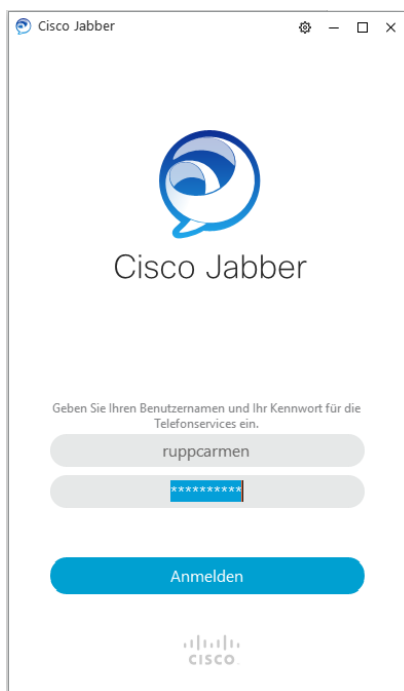 Cisco Jabber
Cisco Jabber
Geben Sie Ihren Benutzernamen und Ihr Kennwort für die
Telefonservices ein.
ruppcarmen
**********
Anmelden
CISCO